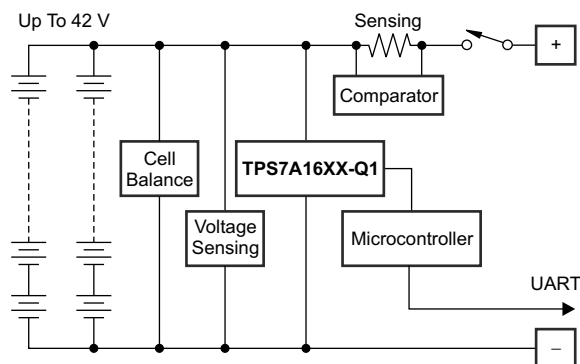 Up To 42 V
Sensing
+
Comparator
Cell
Balance
TPS7A16XX-Q1
Voltage
Sensing
Microcontroller
UART
–